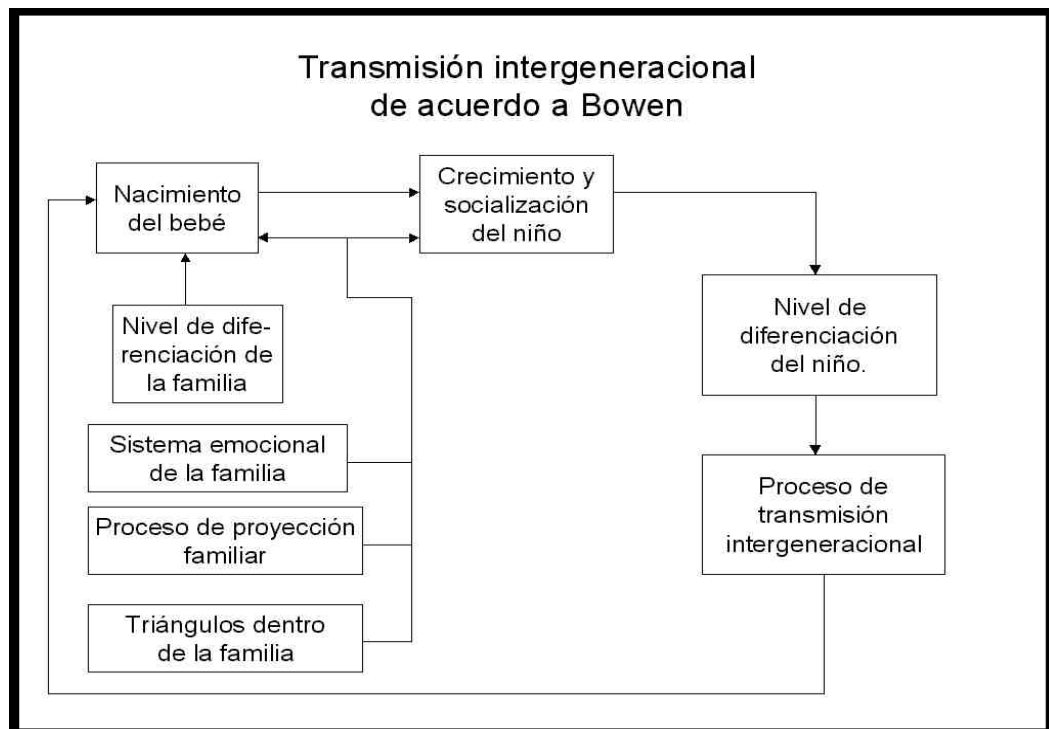 Transmisión intergeneracional
de acuerdo a Bowen
Nacimiento
del bebé
Crecimiento y
socialización
del niño
Nivel de dife-
renciación de
la familia
Nivel de
diferenciación
del niño.
Sistema emocional
de la familia
Proceso de proyección
familiar
Triángulos dentro
de la familia
Proceso de
transmisión
intergeneracional